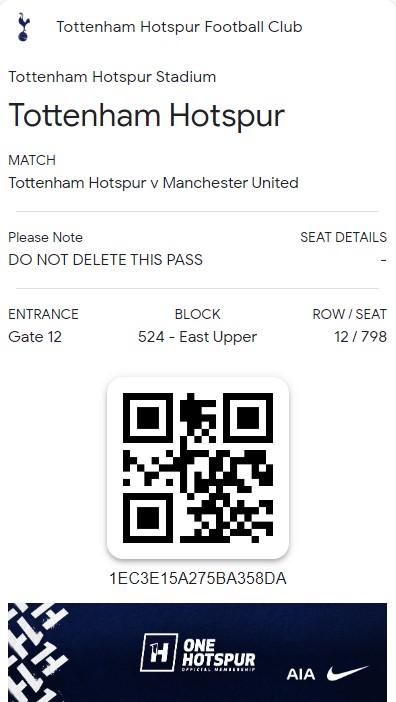 Tottenham Hotspur Football Club
Tottenham Hotspur Stadium
Tottenham Hotspur
MATCH
Tottenham Hotspur v Manchester United
Please Note SEAT DETAILS
DO NOT DELETE THIS PASS -
ENTRANCE BLOCK ROW / SEAT
Gate 12 524 - East Upper 12 / 798
1EC3E15A275BA358DA
H ONE
HOTSPUR
OFFICIAL MEMBERSHIP
AIA